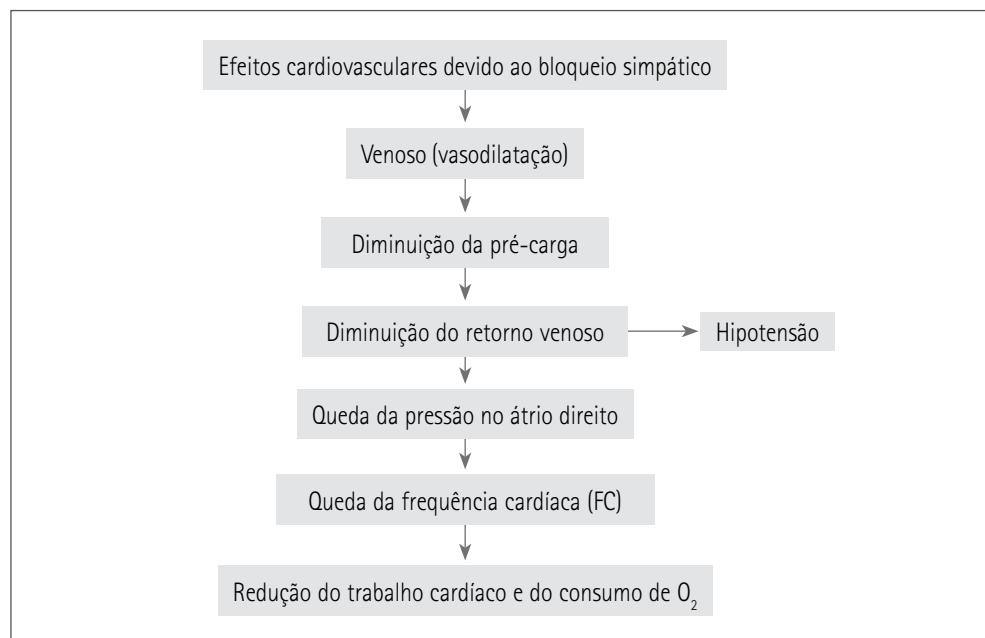 Efeitos cardiovasculares devido ao bloqueio simpático
Venoso (vasodilatação)
Diminuição da pré-carga
Diminuição do retorno venoso
Hipotensão
Queda da pressão no átrio direito
Queda da frequência cardíaca (FC)
Redução do trabalho cardíaco e do consumo de O₂